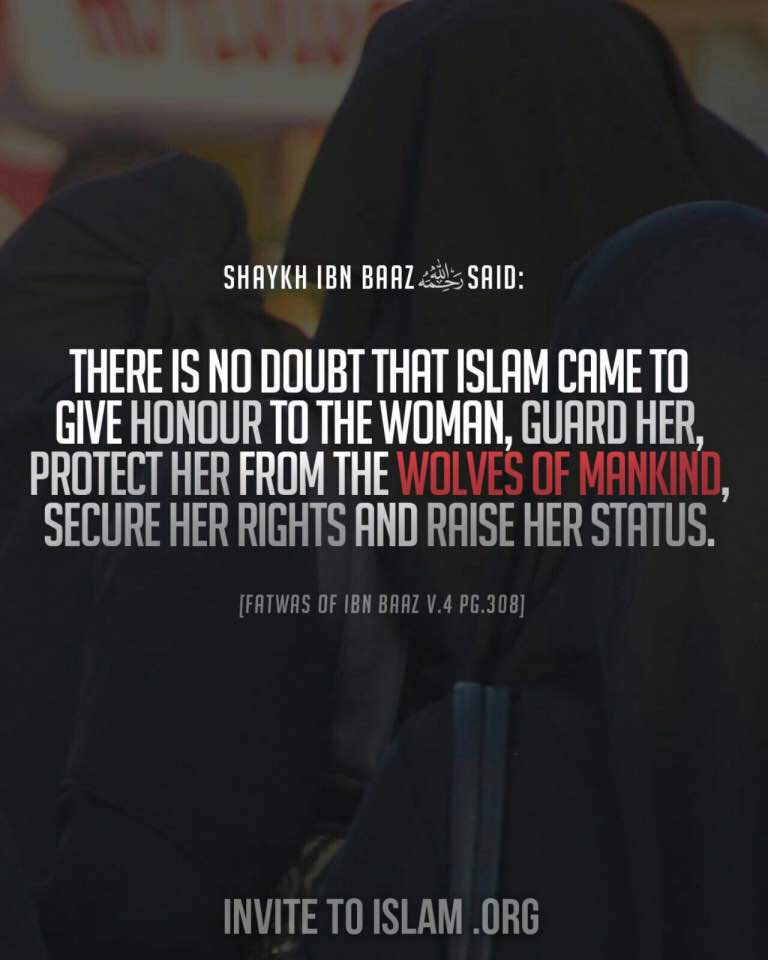 SHAYKH IBN BAAZ رحمه الله SAID:
THERE IS NO DOUBT THAT ISLAM CAME TO
GIVE HONOUR TO THE WOMAN, GUARD HER,
PROTECT HER FROM THE WOLVES OF MANKIND,
SECURE HER RIGHTS AND RAISE HER STATUS.
[FATWAS OF IBN BAAZ V.4 PG.308]
INVITE TO ISLAM .ORG